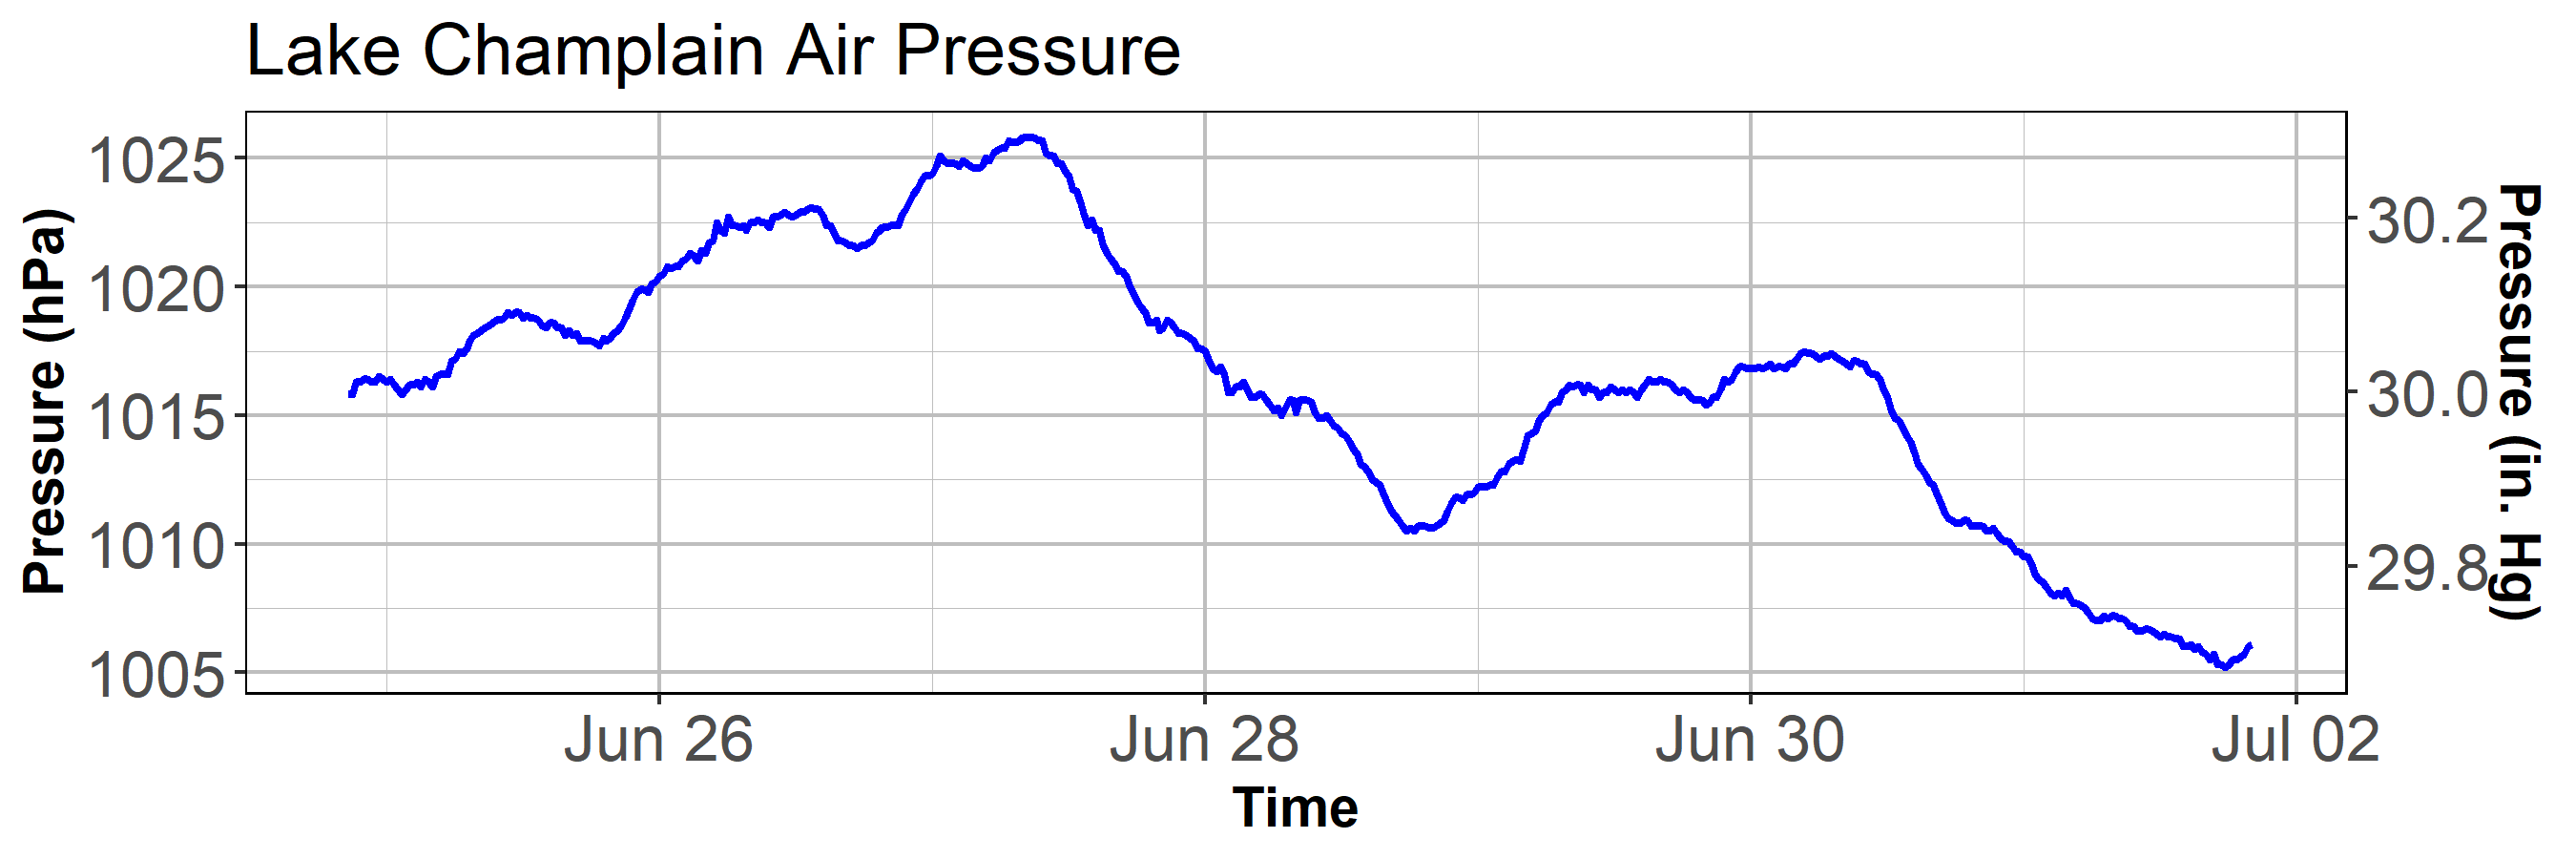 Lake Champlain Air Pressure
1025
1020
1015
1010
1005
Pressure (hPa)
30.2
30.0
29.8
Pressure (in. Hg)
Jun 26
Jun 28
Jun 30
Jul 02
Time